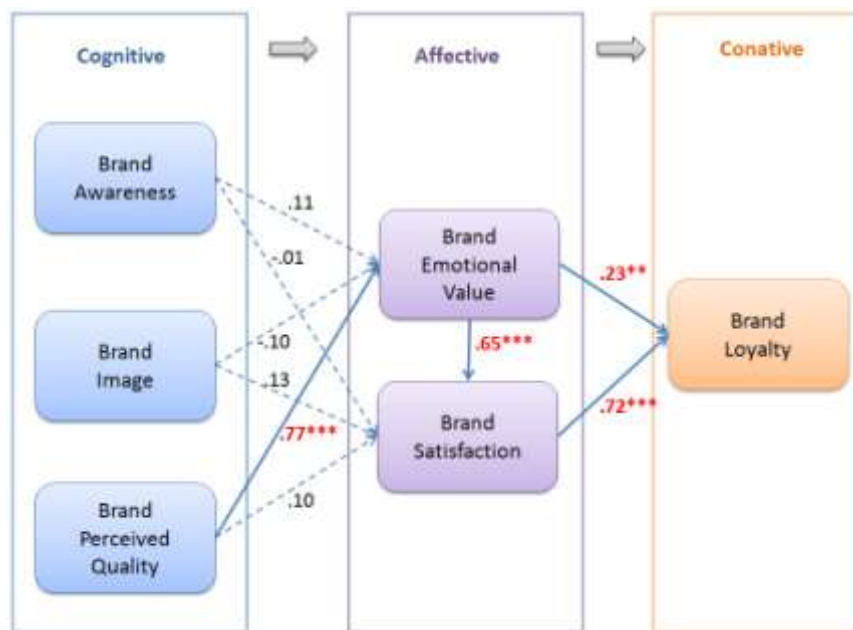 Cognitive
Affective
Conative
Brand
Awareness
Brand
Image
Brand
Perceived
Quality
Brand
Emotional
Value
Brand
Satisfaction
Brand
Loyalty
.11
-.01
-.10
.13
.77***
.10
.65***
.23**
.72***